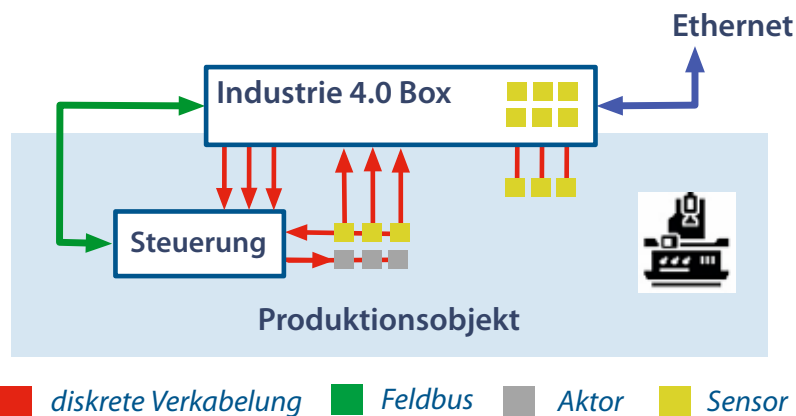 Ethernet
Industrie 4.0 Box
Steuerung
Produktionsobjekt
diskrete Verkabelung Feldbus Aktor Sensor